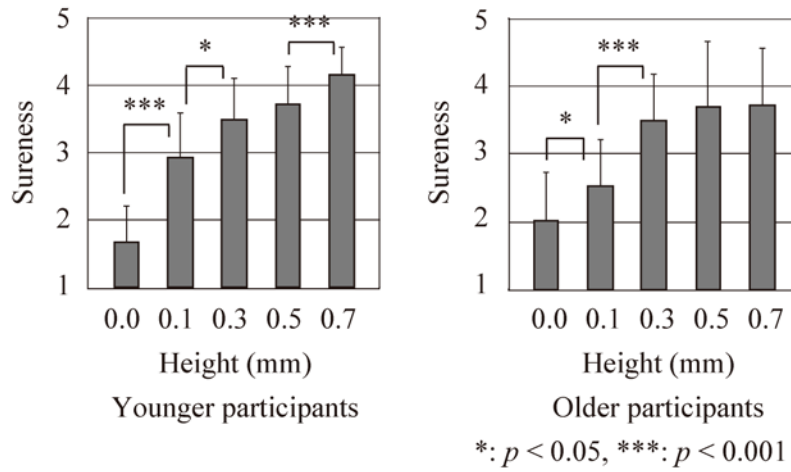 5
4
3
2
1
Sureness
***
*
***
0.0 0.1 0.3 0.5 0.7
Height (mm)
Younger participants
5
4
3
2
1
Sureness
*
***
0.0 0.1 0.3 0.5 0.7
Height (mm)
Older participants
*: p < 0.05, ***: p < 0.001